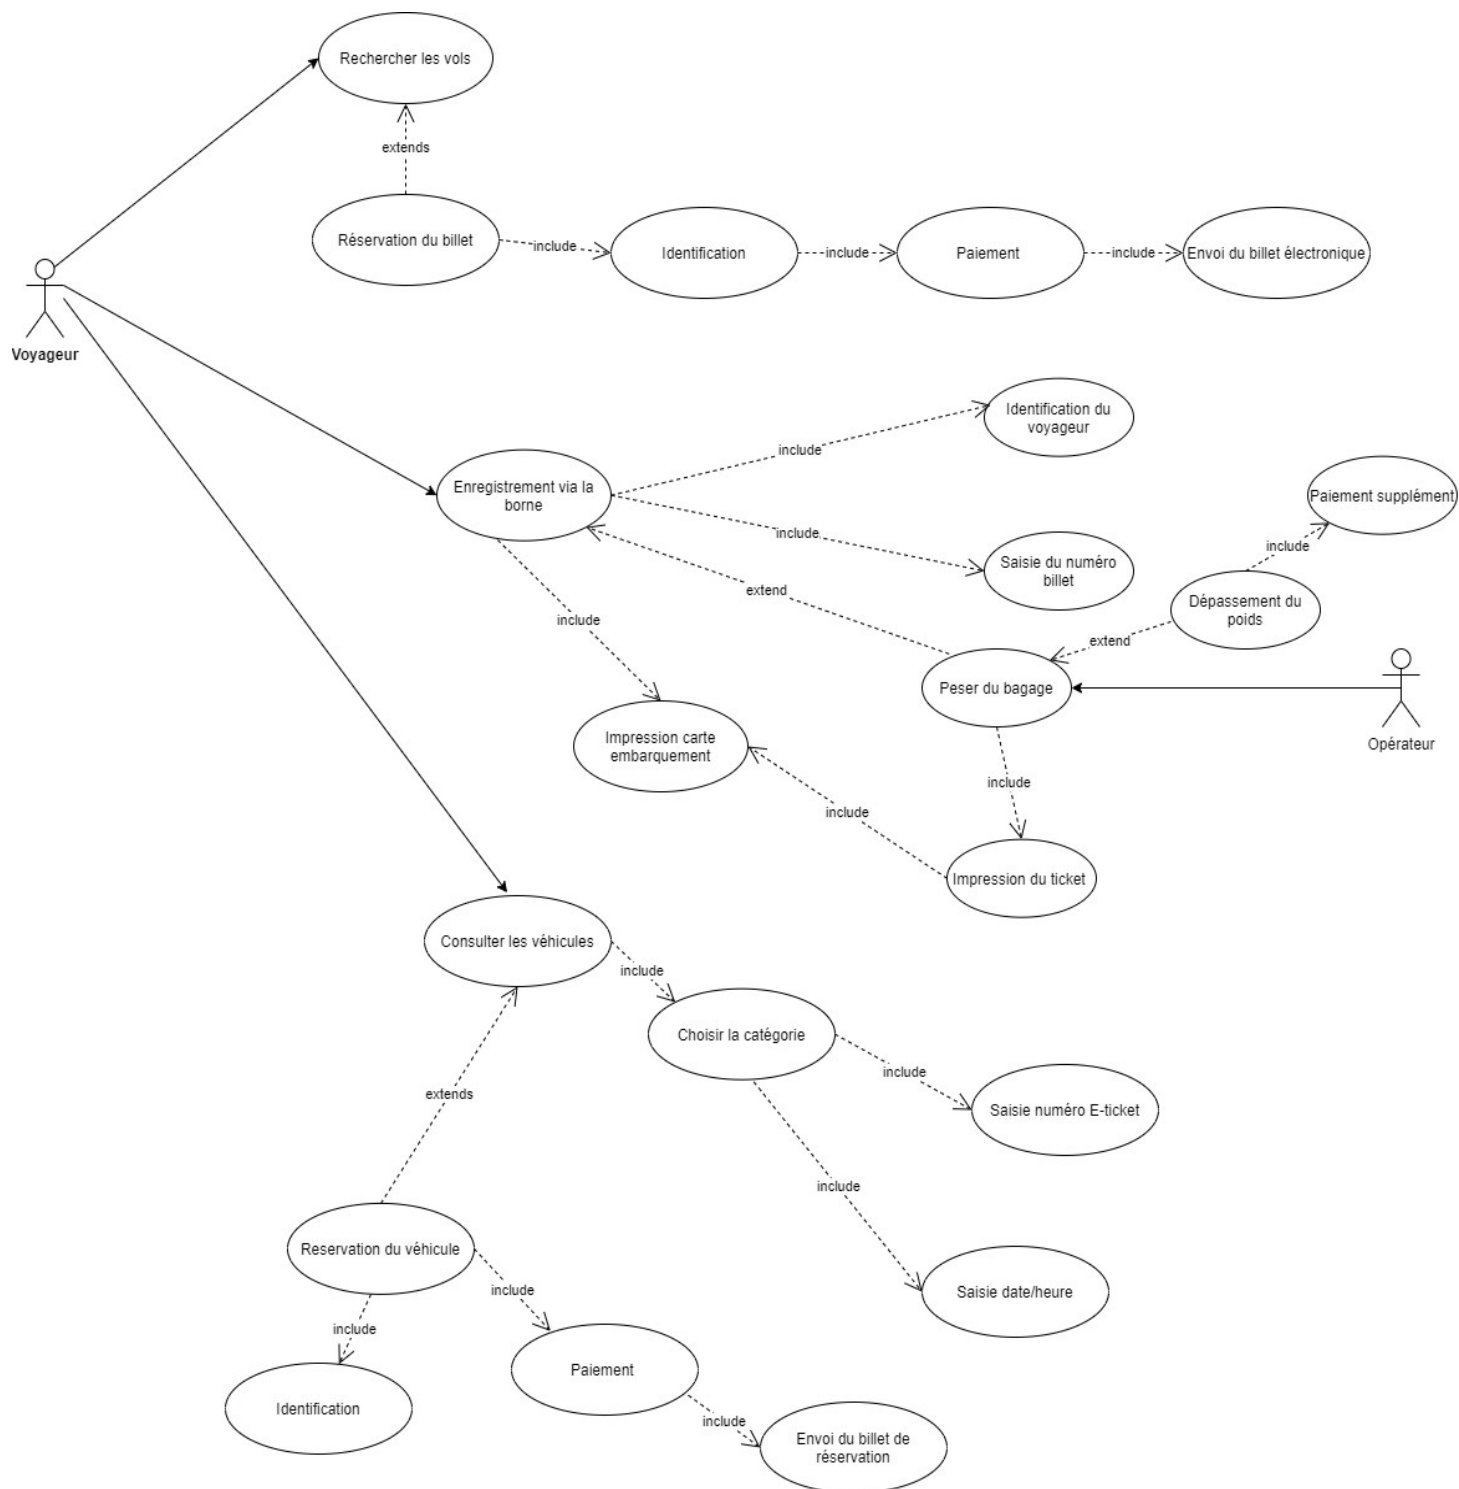 Rechercher les vols
extends
Réservation du billet
include
Identification
include
Paiement
include
Envoi du billet électronique
Voyageur
Identification du
voyageur
include
Enregistrement via la
borne
include
Saisie du numéro
billet
Paiement supplément
include
Dépassement du
poids
extend
extend
include
Peser du bagage
Opérateur
Impression carte
embarquement
include
include
Impression du ticket
Consulter les véhicules
include
Choisir la catégorie
include
Saisie numéro E-ticket
extends
include
Saisie date/heure
Reservation du véhicule
include
include
Identification
Paiement
include
Envoi du billet de
réservation